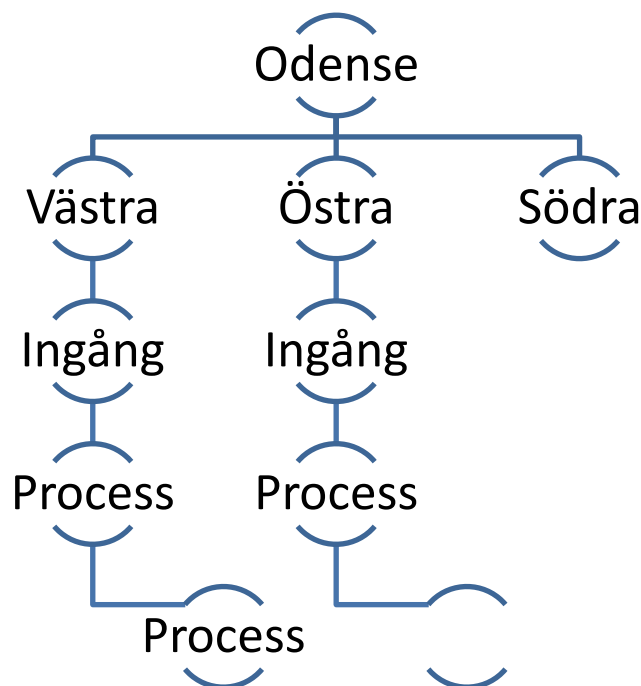 Odense
Västra Östra Södra
Ingång Ingång
Process Process
Process